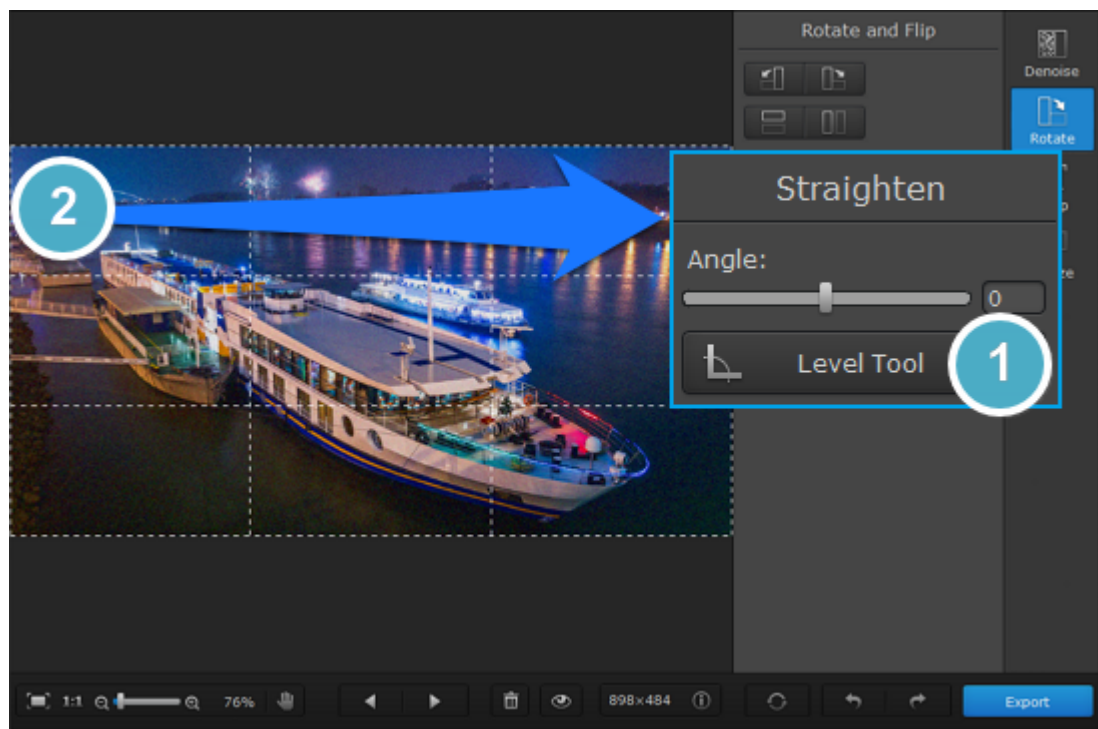 Rotate and Flip
Denoise
Rotate
2
Straighten
Angle:
0
Level Tool
1
1:1
76%
898×484
Export